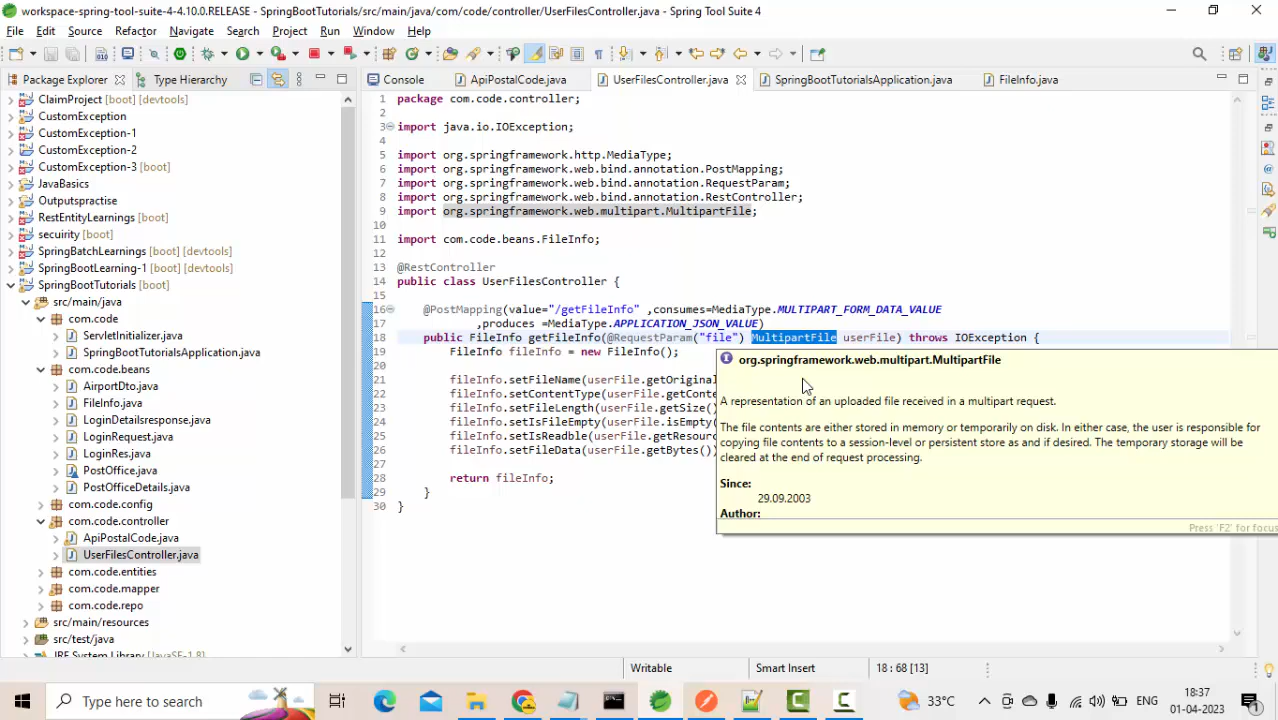 workspace-spring-tool-suite-4-4.10.0.RELEASE - SpringBootTutorials/src/main/java/com/code/controller/UserFilesController.java - Spring Tool Suite 4
File Edit Source Refactor Navigate Search Project Run Window Help
Package Explorer Type Hierarchy
Console ApiPostalCode.java UserFilesController.java SpringBootTutorialsApplication.java FileInfo.java
ClaimProject [boot] [devtools]
CustomException
CustomException-1
CustomException-2
CustomException-3 [boot]
JavaBasics
Outputspractise
RestEntityLearnings [boot]
secuirity [boot]
SpringBatchLearnings [boot] [devtools]
SpringBootLearning-1 [boot] [devtools]
SpringBootTutorials [boot]
src/main/java
com.code
ServletInitializer.java
SpringBootTutorialsApplication.java
com.code.beans
AirportDto.java
FileInfo.java
LoginDetailsresponse.java
LoginRequest.java
LoginRes.java
PostOffice.java
PostOfficeDetails.java
com.code.config
com.code.controller
ApiPostalCode.java
UserFilesController.java
com.code.entities
com.code.mapper
com.code.repo
src/main/resources
src/test/java
JRE System Library [JavaSE-1.8]
1 package com.code.controller;
2
3 import java.io.IOException;
4
5 import org.springframework.http.MediaType;
6 import org.springframework.web.bind.annotation.PostMapping;
7 import org.springframework.web.bind.annotation.RequestParam;
8 import org.springframework.web.bind.annotation.RestController;
9 import org.springframework.web.multipart.MultipartFile;
10
11 import com.code.beans.FileInfo;
12
13 @RestController
14 public class UserFilesController {
15
16 @PostMapping(value="/getFileInfo" ,consumes=MediaType.MULTIPART_FORM_DATA_VALUE
17 ,produces =MediaType.APPLICATION_JSON_VALUE)
18 public FileInfo getFileInfo(@RequestParam("file") MultipartFile userFile) throws IOException {
19 FileInfo fileInfo = new FileInfo();
20
21 fileInfo.setFileName(userFile.getOriginal
22 fileInfo.setContentType(userFile.getConte
23 fileInfo.setFileLength(userFile.getSize()
24 fileInfo.setIsFileEmpty(userFile.isEmpty(
25 fileInfo.setIsReadble(userFile.getResourc
26 fileInfo.setFileData(userFile.getBytes()
27
28 return fileInfo;
29 }
30 }
org.springframework.web.multipart.MultipartFile
A representation of an uploaded file received in a multipart request.
The file contents are either stored in memory or temporarily on disk. In either case, the user is responsible for
copying file contents to a session-level or persistent store as and if desired. The temporary storage will be
cleared at the end of request processing.
Since:
29.09.2003
Author:
Press 'F2' for focus
Writable Smart Insert 18 : 68 [13]
Type here to search
33°C ENG 18:37
01-04-2023